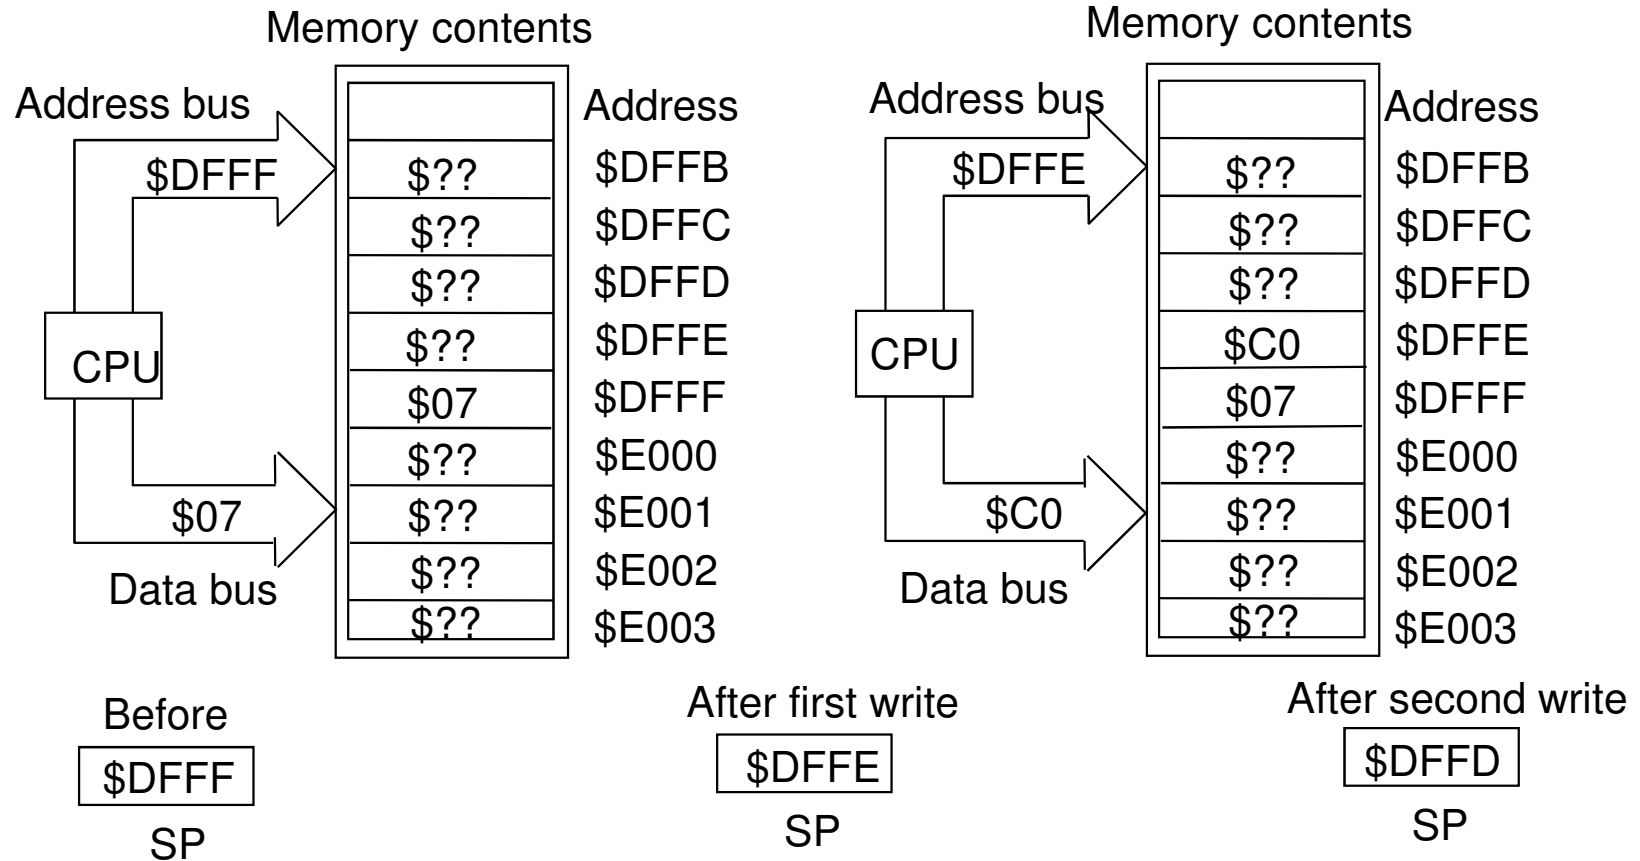 Memory contents
Address bus
Address
$DFFF
$??
$DFFB
$??
$DFFC
$??
$DFFD
CPU
$??
$DFFE
$07
$DFFF
$??
$E000
$07
$??
$E001
Data bus
$??
$E002
$??
$E003
Memory contents
Address bus
Address
$DFFE
$??
$DFFB
$??
$DFFC
$??
$DFFD
CPU
$C0
$DFFE
$07
$DFFF
$??
$E000
$C0
$??
$E001
Data bus
$??
$E002
$??
$E003
Before
$DFFF
SP
After first write
$DFFE
SP
After second write
$DFFD
SP